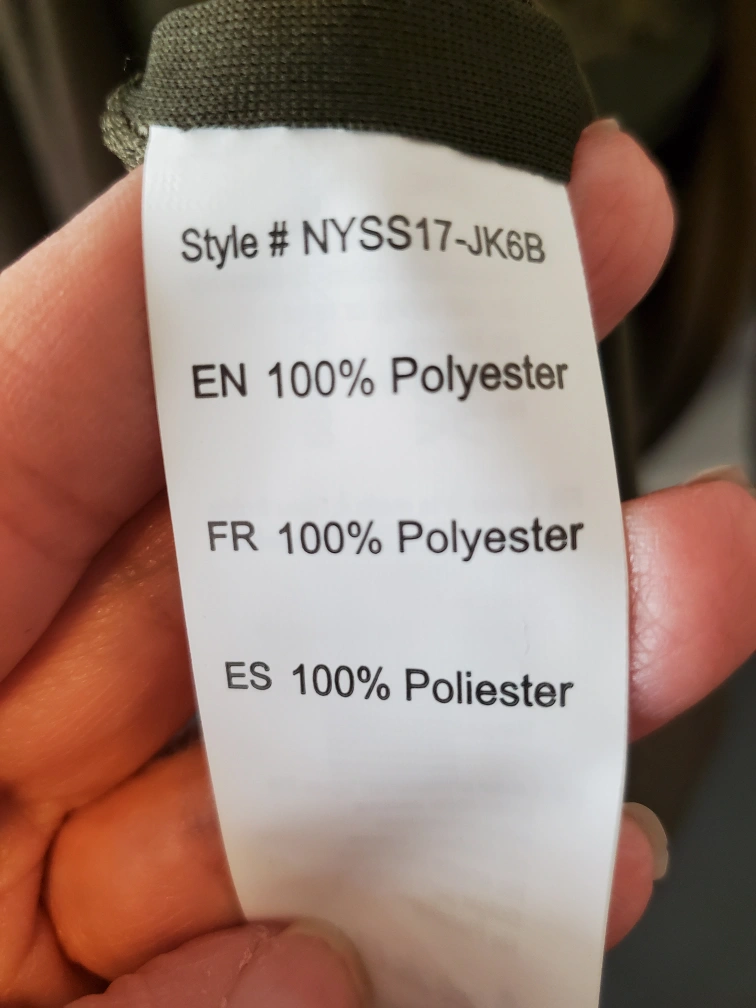 Style # NYSS17-JK6B
EN 100% Polyester
FR 100% Polyester
ES 100% Poliester